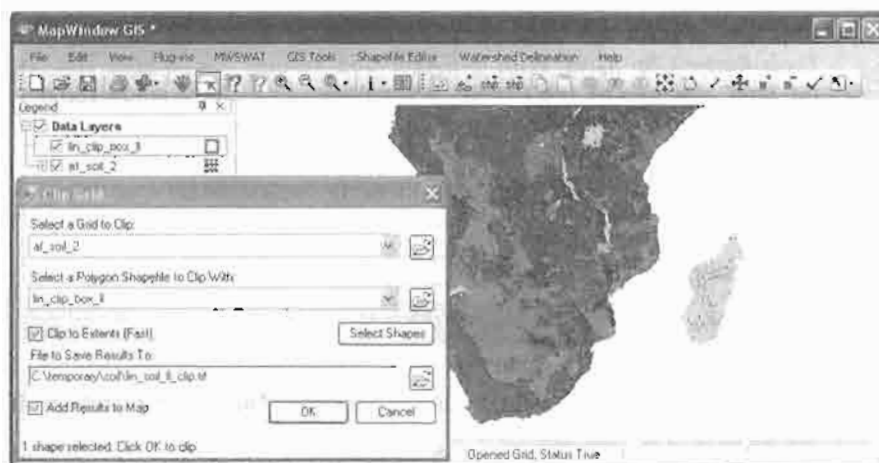 MapWindow GIS *
File Edit View Plug-ins MWSWAT GIS Tools Shapefile Editor Watershed Delineation Help
Legend
Data Layers
lin_clip_box_ll
af_soil_2
Clip Grid
Select a Grid to Clip:
af_soil_2
Select a Polygon Shapefile to Clip With:
lin_clip_box_ll
Clip to Extents (Fast)
Select Shapes
File to Save Results To:
C:\temporary\soil\lin_soil_ll_clip.tif
Add Results to Map
OK
Cancel
1 shape selected. Click OK to clip
Opened Grid, Status True